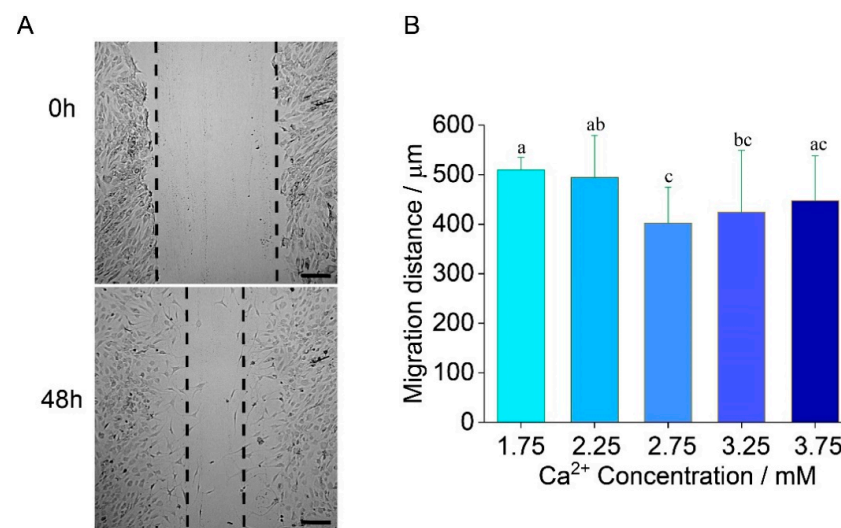 A
0h
48h
B
Migration distance / μm
600
500
400
300
200
100
0
a
ab
c
bc
ac
1.75
2.25
2.75
3.25
3.75
Ca²⁺ Concentration / mM